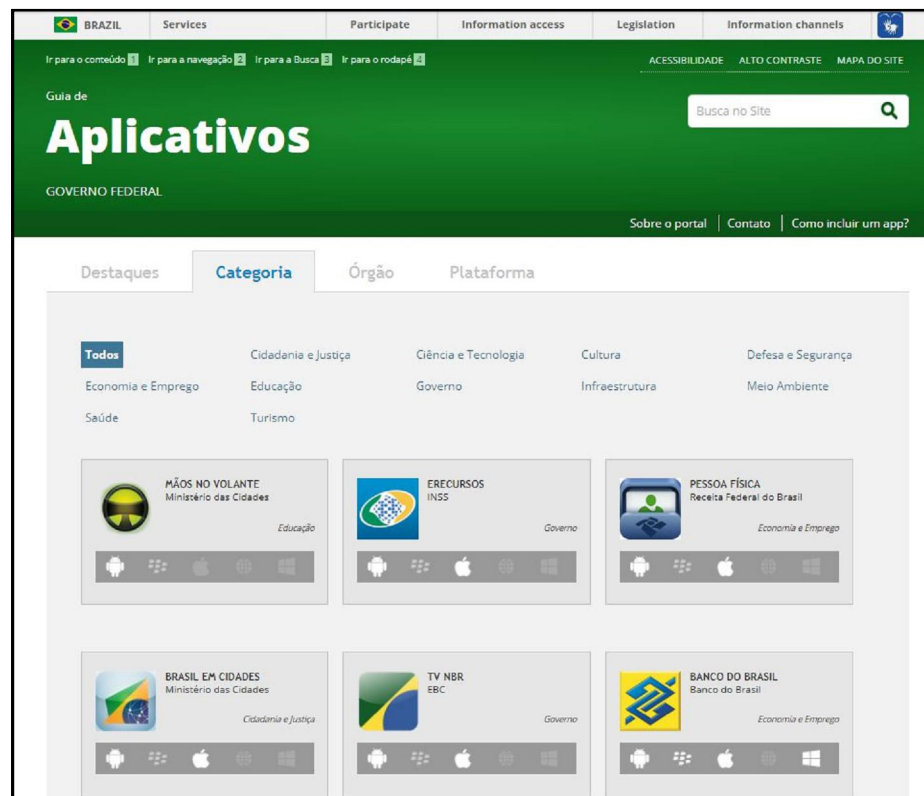 BRAZIL Services Participate Information access Legislation Information channels
Ir para o conteúdo 1 Ir para a navegação 2 Ir para a Busca 3 Ir para o rodapé 4 ACESSIBILIDADE ALTO CONTRASTE MAPA DO SITE
Guia de
Aplicativos
Busca no Site
GOVERNO FEDERAL
Sobre o portal Contato Como incluir um app?
Destaques Categoria Órgão Plataforma
Todos Cidadania e Justiça Ciência e Tecnologia Cultura Defesa e Segurança
Economia e Emprego Educação Governo Infraestrutura Meio Ambiente
Saúde Turismo
MÃOS NO VOLANTE
Ministério das Cidades
Educação
ERECURSOS
INSS
Governo
PESSOA FÍSICA
Receita Federal do Brasil
Economia e Emprego
BRASIL EM CIDADES
Ministério das Cidades
Cidadania e Justiça
TV NBR
EBC
Governo
BANCO DO BRASIL
Banco do Brasil
Economia e Emprego